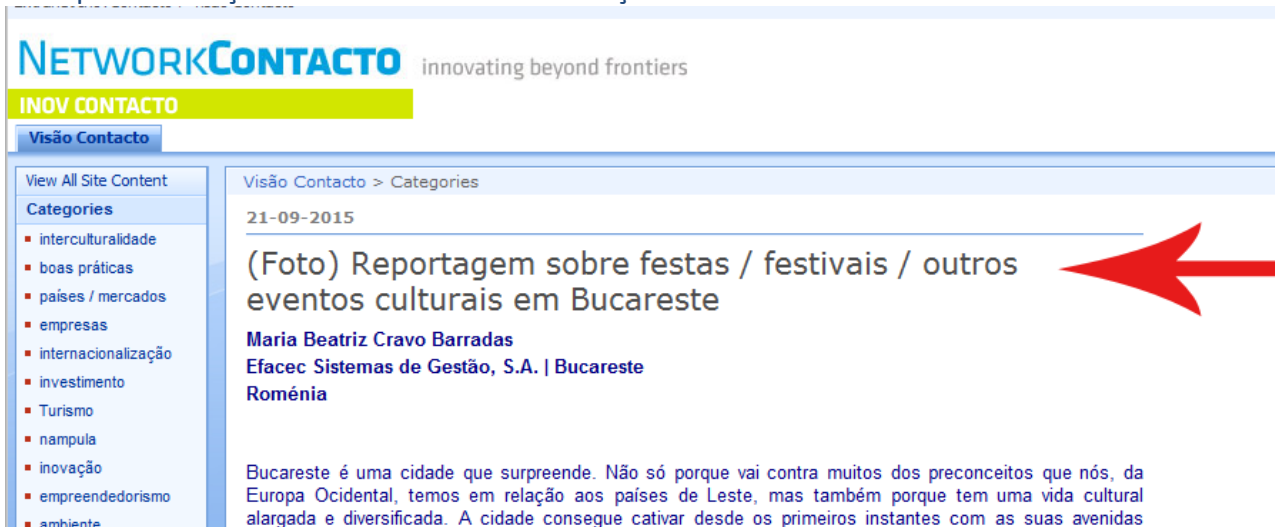 NETWORKCONTACTO innovating beyond frontiers
INOV CONTACTO
Visão Contacto
View All Site Content
Categories
interculturalidade
boas práticas
países / mercados
empresas
internacionalização
investimento
Turismo
nampula
inovação
empreendedorismo
ambiente
Visão Contacto > Categories
21-09-2015
(Foto) Reportagem sobre festas / festivais / outros
eventos culturais em Bucareste
Maria Beatriz Cravo Barradas
Efacec Sistemas de Gestão, S.A. | Bucareste
Roménia
Bucareste é uma cidade que surpreende. Não só porque vai contra muitos dos preconceitos que nós, da
Europa Ocidental, temos em relação aos países de Leste, mas também porque tem uma vida cultural
alargada e diversificada. A cidade consegue cativar desde os primeiros instantes com as suas avenidas